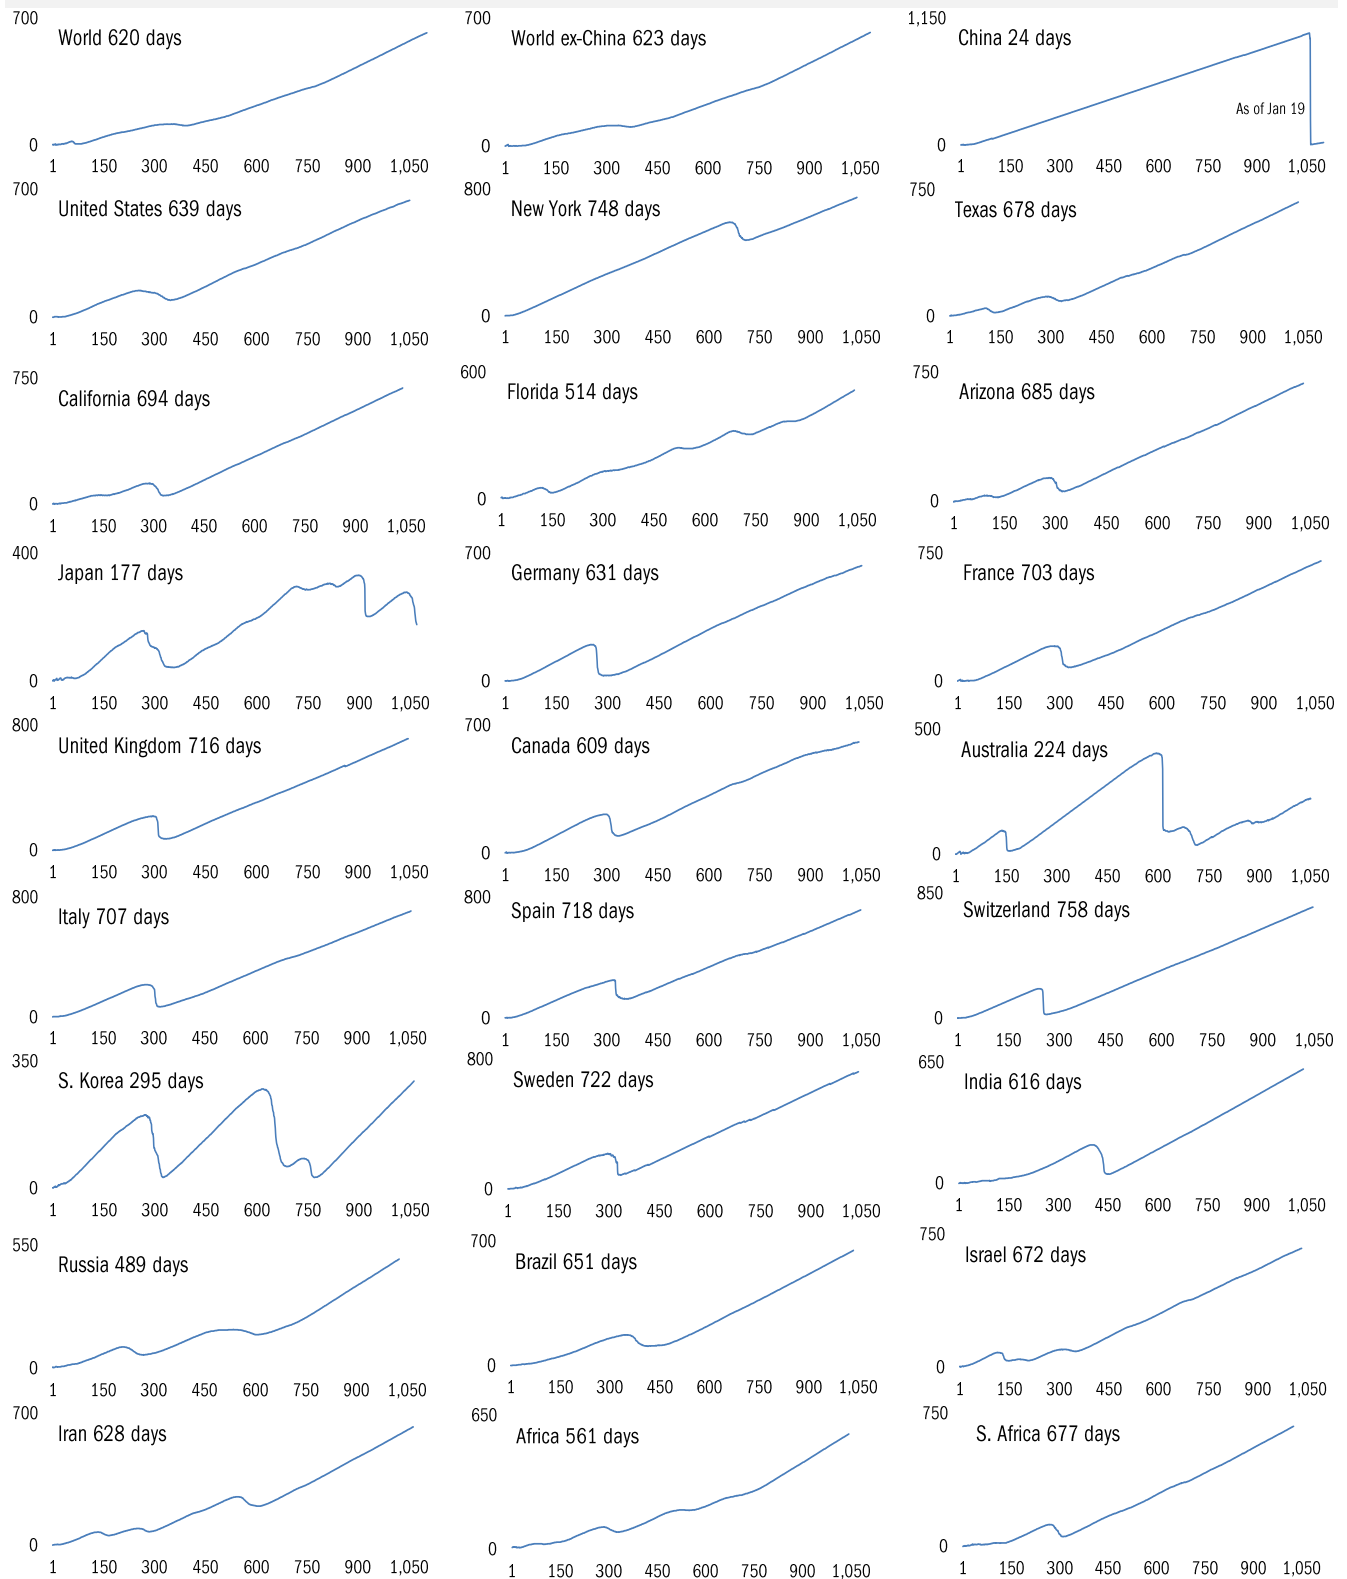 700
World 620 days
0
1 150 300 450 600 750 900 1,050
700
World ex-China 623 days
0
1 150 300 450 600 750 900 1,050
1,150
China 24 days
As of Jan 19
0
1 150 300 450 600 750 900 1,050
700
United States 639 days
0
1 150 300 450 600 750 900 1,050
800
New York 748 days
0
1 150 300 450 600 750 900 1,050
750
Texas 678 days
0
1 150 300 450 600 750 900 1,050
750
California 694 days
0
1 150 300 450 600 750 900 1,050
600
Florida 514 days
0
1 150 300 450 600 750 900 1,050
750
Arizona 685 days
0
1 150 300 450 600 750 900 1,050
400
Japan 177 days
0
1 150 300 450 600 750 900 1,050
700
Germany 631 days
0
1 150 300 450 600 750 900 1,050
750
France 703 days
0
1 150 300 450 600 750 900 1,050
800
United Kingdom 716 days
0
1 150 300 450 600 750 900 1,050
700
Canada 609 days
0
1 150 300 450 600 750 900 1,050
500
Australia 224 days
0
1 150 300 450 600 750 900 1,050
800
Italy 707 days
0
1 150 300 450 600 750 900 1,050
800
Spain 718 days
0
1 150 300 450 600 750 900 1,050
850
Switzerland 758 days
0
1 150 300 450 600 750 900 1,050
350
S. Korea 295 days
0
1 150 300 450 600 750 900 1,050
800
Sweden 722 days
0
1 150 300 450 600 750 900 1,050
650
India 616 days
0
1 150 300 450 600 750 900 1,050
550
Russia 489 days
0
1 150 300 450 600 750 900 1,050
700
Brazil 651 days
0
1 150 300 450 600 750 900 1,050
750
Israel 672 days
0
1 150 300 450 600 750 900 1,050
700
Iran 628 days
0
1 150 300 450 600 750 900 1,050
650
Africa 561 days
0
1 150 300 450 600 750 900 1,050
750
S. Africa 677 days
0
1 150 300 450 600 750 900 1,050